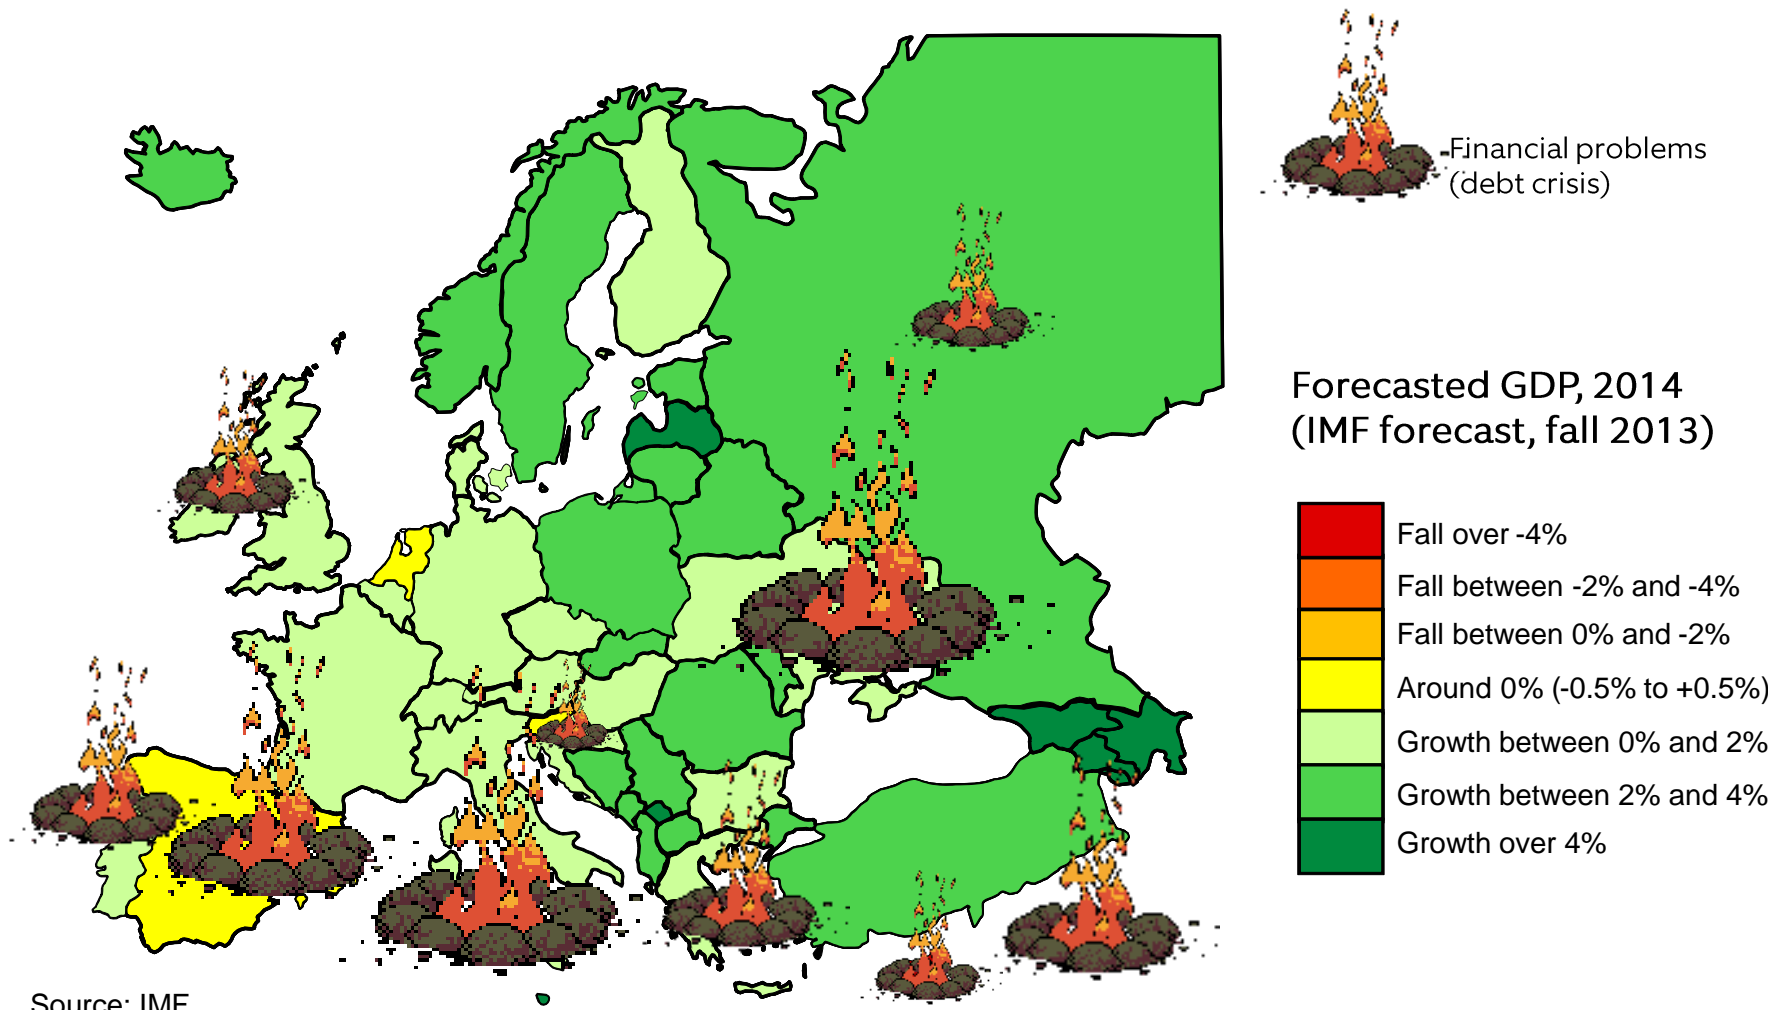 Financial problems
(debt crisis)
Forecasted GDP, 2014
(IMF forecast, fall 2013)
Fall over -4%
Fall between -2% and -4%
Fall between 0% and -2%
Around 0% (-0.5% to +0.5%)
Growth between 0% and 2%
Growth between 2% and 4%
Growth over 4%
Source: IMF